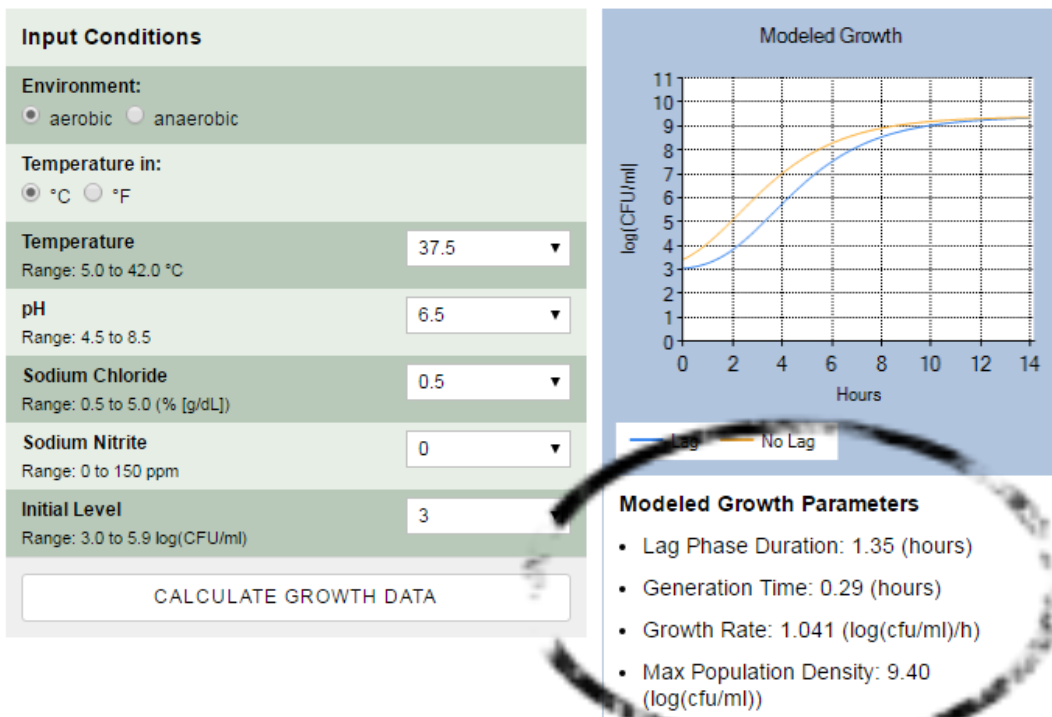 Input Conditions
Environment:
aerobic anaerobic
Temperature in:
°C °F
Temperature
Range: 5.0 to 42.0 °C
37.5
pH
Range: 4.5 to 8.5
6.5
Sodium Chloride
Range: 0.5 to 5.0 (% [g/dL])
0.5
Sodium Nitrite
Range: 0 to 150 ppm
0
Initial Level
Range: 3.0 to 5.9 log(CFU/ml)
3
CALCULATE GROWTH DATA
Modeled Growth
log(CFU/ml)
11
10
9
8
7
6
5
4
3
2
1
0
0 2 4 6 8 10 12 14
Hours
Lag No Lag
Modeled Growth Parameters
• Lag Phase Duration: 1.35 (hours)
• Generation Time: 0.29 (hours)
• Growth Rate: 1.041 (log(cfu/ml)/h)
• Max Population Density: 9.40
(log(cfu/ml))